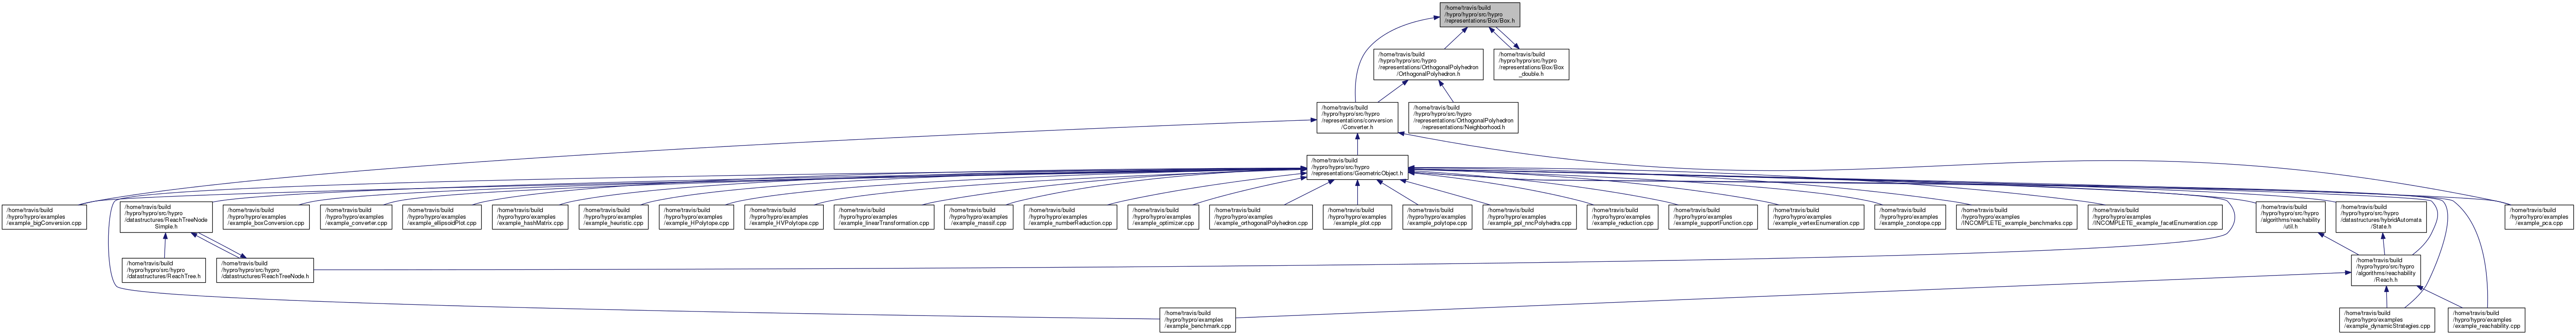 /home/travis/build
/hypro/hypro/src/hypro
/representations/Box/Box.h
/home/travis/build
/hypro/hypro/src/hypro
/representations/OrthogonalPolyhedron
/OrthogonalPolyhedron.h
/home/travis/build
/hypro/hypro/src/hypro
/representations/Box/Box
_double.h
/home/travis/build
/hypro/hypro/src/hypro
/representations/conversion
/Converter.h
/home/travis/build
/hypro/hypro/src/hypro
/representations/OrthogonalPolyhedron
/representations/Neighborhood.h
/home/travis/build
/hypro/hypro/src/hypro
/representations/GeometricObject.h
/home/travis/build
/hypro/hypro/examples
/example_bigConversion.cpp
/home/travis/build
/hypro/hypro/src/hypro
/datastructures/ReachTreeNode
Simple.h
/home/travis/build
/hypro/hypro/examples
/example_boxConversion.cpp
/home/travis/build
/hypro/hypro/examples
/example_converter.cpp
/home/travis/build
/hypro/hypro/examples
/example_ellipsoidPlot.cpp
/home/travis/build
/hypro/hypro/examples
/example_hashMatrix.cpp
/home/travis/build
/hypro/hypro/examples
/example_heuristic.cpp
/home/travis/build
/hypro/hypro/examples
/example_HPolytope.cpp
/home/travis/build
/hypro/hypro/examples
/example_HVPolytope.cpp
/home/travis/build
/hypro/hypro/examples
/example_linearTransformation.cpp
/home/travis/build
/hypro/hypro/examples
/example_massif.cpp
/home/travis/build
/hypro/hypro/examples
/example_numberReduction.cpp
/home/travis/build
/hypro/hypro/examples
/example_optimizer.cpp
/home/travis/build
/hypro/hypro/examples
/example_orthogonalPolyhedron.cpp
/home/travis/build
/hypro/hypro/examples
/example_plot.cpp
/home/travis/build
/hypro/hypro/examples
/example_polytope.cpp
/home/travis/build
/hypro/hypro/examples
/example_ppl_nncPolyhedra.cpp
/home/travis/build
/hypro/hypro/examples
/example_reduction.cpp
/home/travis/build
/hypro/hypro/examples
/example_supportFunction.cpp
/home/travis/build
/hypro/hypro/examples
/example_vertexEnumeration.cpp
/home/travis/build
/hypro/hypro/examples
/example_zonotope.cpp
/home/travis/build
/hypro/hypro/examples
/INCOMPLETE_example_benchmarks.cpp
/home/travis/build
/hypro/hypro/examples
/INCOMPLETE_example_facetEnumeration.cpp
/home/travis/build
/hypro/hypro/src/hypro
/algorithms/reachability
/util.h
/home/travis/build
/hypro/hypro/src/hypro
/datastructures/hybridAutomata
/State.h
/home/travis/build
/hypro/hypro/examples
/example_pca.cpp
/home/travis/build
/hypro/hypro/src/hypro
/datastructures/ReachTree.h
/home/travis/build
/hypro/hypro/src/hypro
/datastructures/ReachTreeNode.h
/home/travis/build
/hypro/hypro/src/hypro
/algorithms/reachability
/Reach.h
/home/travis/build
/hypro/hypro/examples
/example_benchmark.cpp
/home/travis/build
/hypro/hypro/examples
/example_dynamicStrategies.cpp
/home/travis/build
/hypro/hypro/examples
/example_reachability.cpp